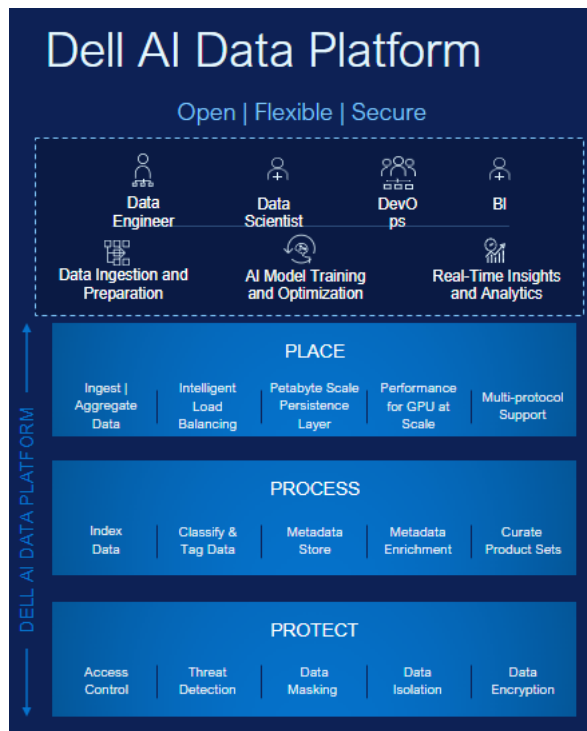 Dell AI Data Platform
Open | Flexible | Secure
Data
Engineer
Data
Scientist
DevO
ps
BI
Data Ingestion and
Preparation
AI Model Training
and Optimization
Real-Time Insights
and Analytics
DELL AI DATA PLATFORM
PLACE
Ingest |
Aggregate
Data
Intelligent
Load
Balancing
Petabyte Scale
Persistence
Layer
Performance
for GPU at
Scale
Multi-protocol
Support
PROCESS
Index
Data
Classify &
Tag Data
Metadata
Store
Metadata
Enrichment
Curate
Product Sets
PROTECT
Access
Control
Threat
Detection
Data
Masking
Data
Isolation
Data
Encryption